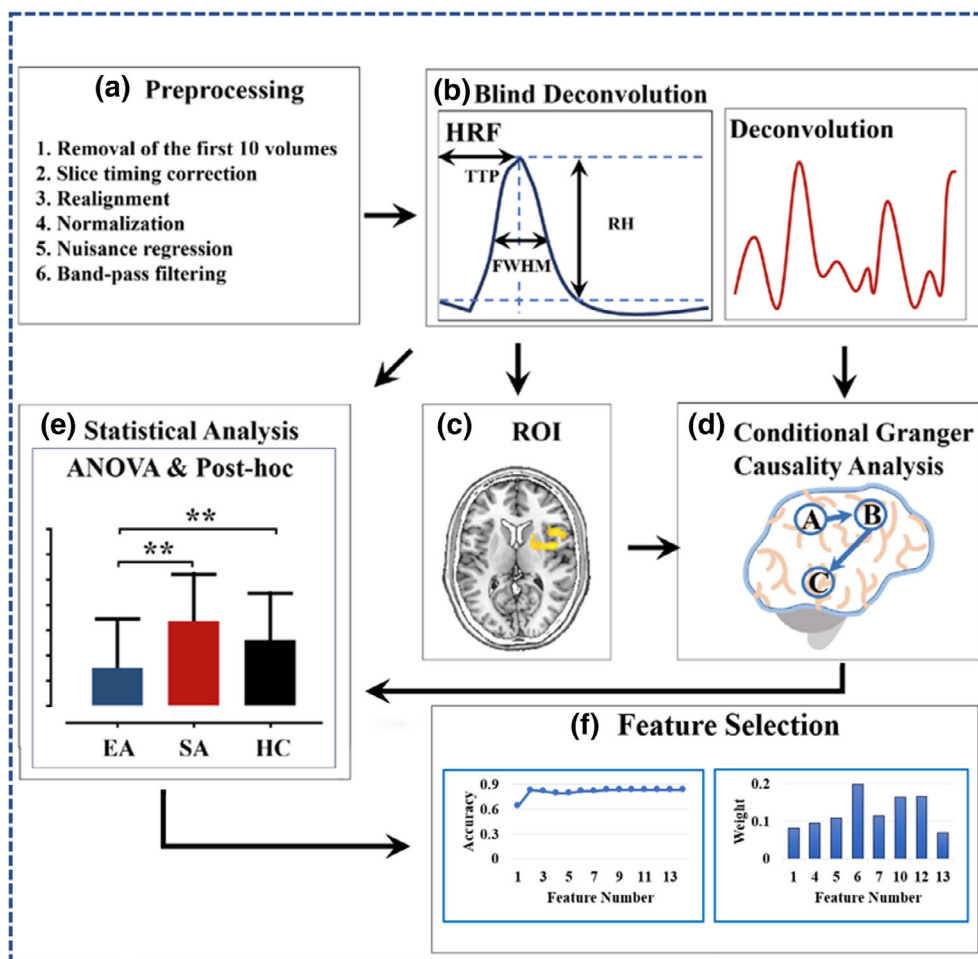 (a) Preprocessing
1. Removal of the first 10 volumes
2. Slice timing correction
3. Realignment
4. Normalization
5. Nuisance regression
6. Band-pass filtering
(b) Blind Deconvolution
HRF
TTP
RH
FWHM
Deconvolution
(e) Statistical Analysis
ANOVA & Post-hoc
**
**
EA SA HC
(c) ROI
(d) Conditional Granger
Causality Analysis
A B
C
(f) Feature Selection
Accuracy
0.9
0.6
0.3
0
1 3 5 7 9 11 13
Feature Number
Weight
0.2
0.1
0
1 4 5 6 7 10 12 13
Feature Number